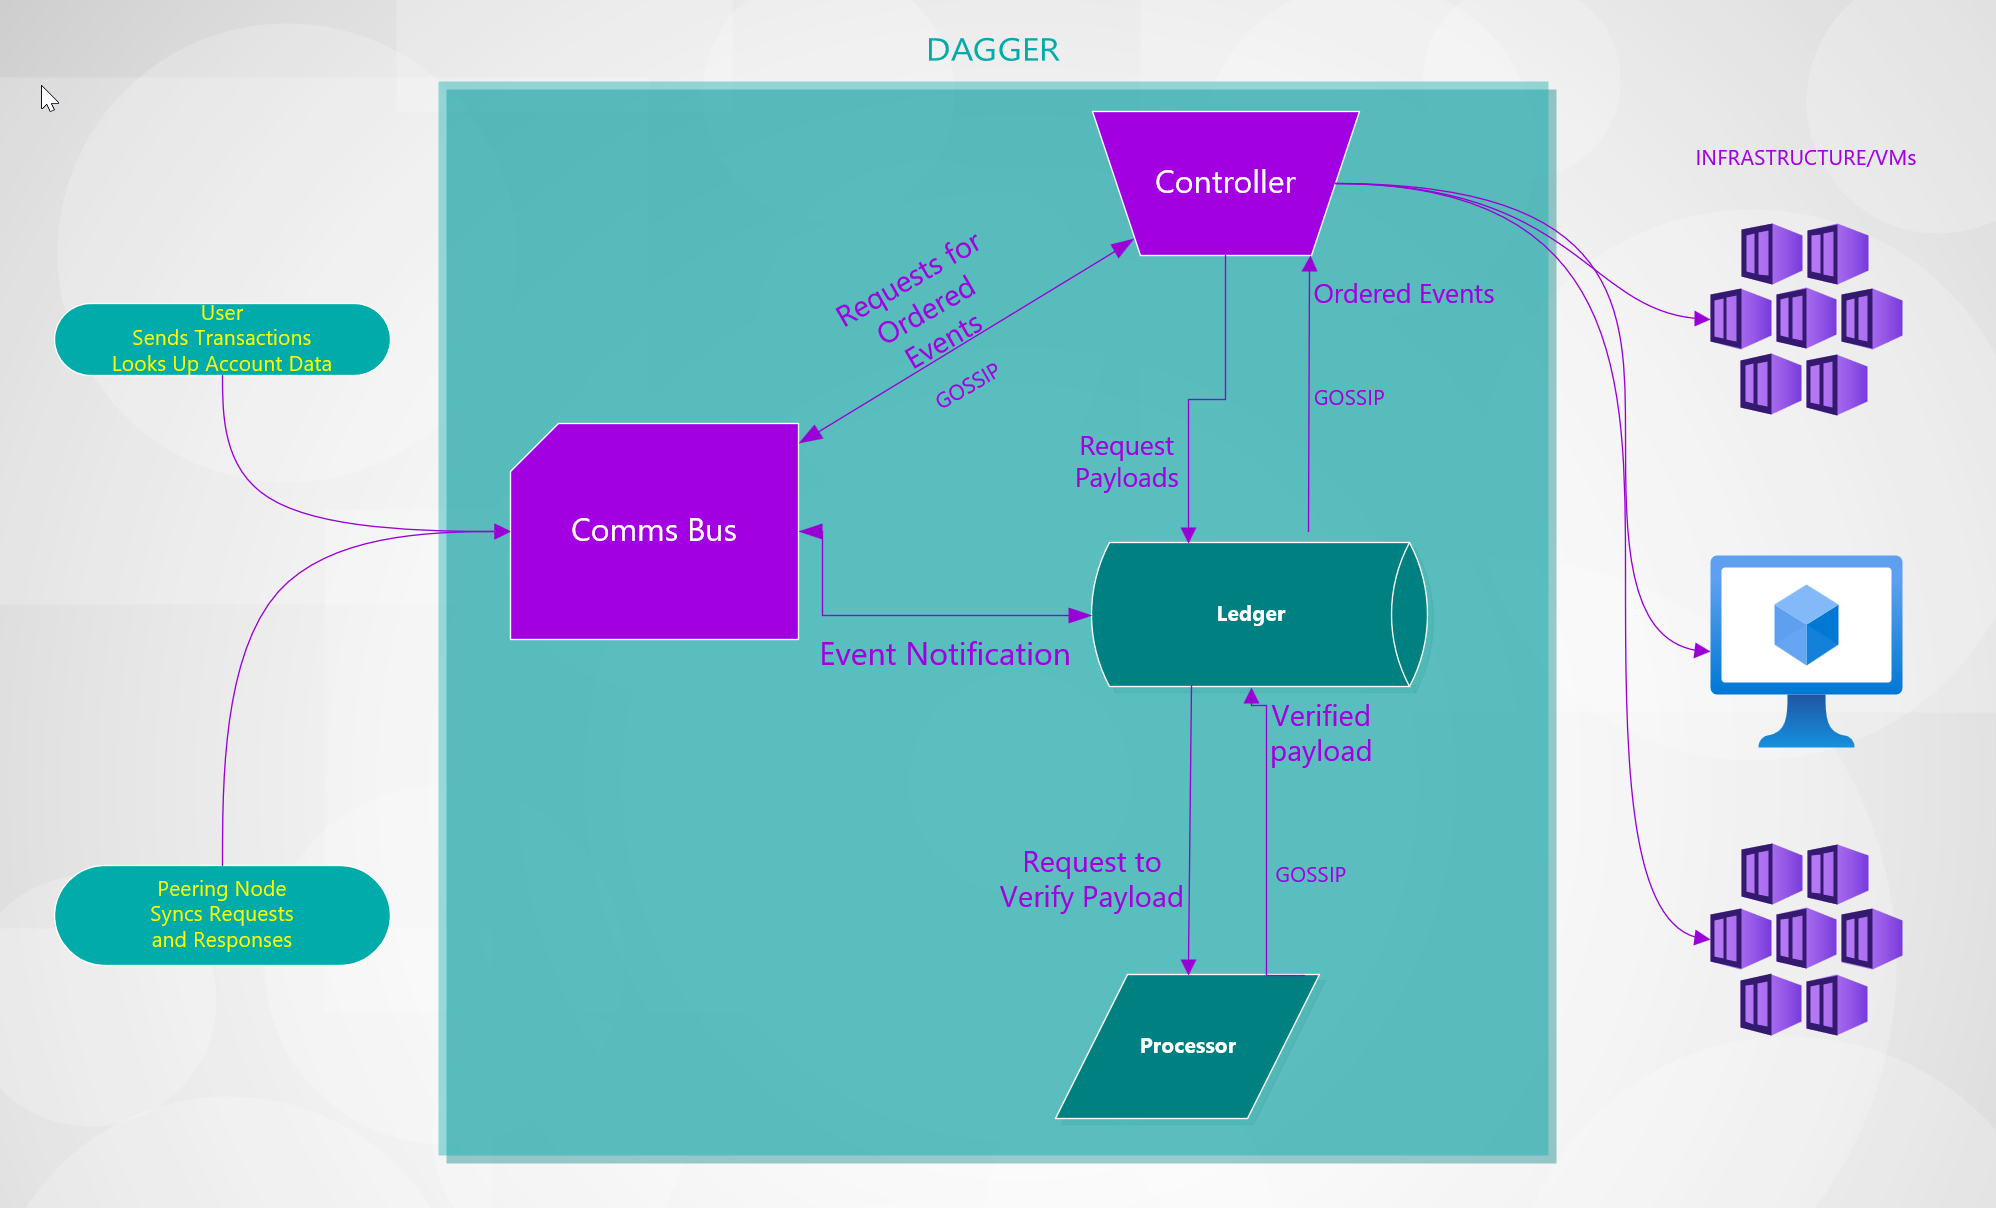 DAGGER
INFRASTRUCTURE/VMs
Controller
Requests for
Ordered
Events
GOSSIP
Ordered Events
GOSSIP
User
Sends Transactions
Looks Up Account Data
Request
Payloads
Comms Bus
Ledger
Event Notification
Verified
payload
Request to
Verify Payload
GOSSIP
Peering Node
Syncs Requests
and Responses
Processor